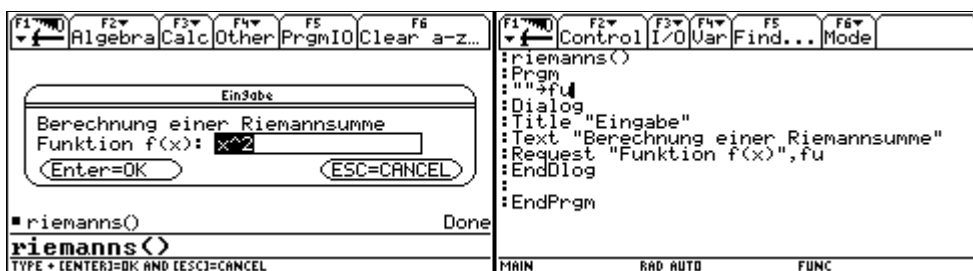 F1 F2 F3 F4 F5 F6
Algebra Calc Other PrgmIO Clear a-z...
Eingabe
Berechnung einer Riemannsumme
Funktion f(x): x^2
Enter=OK ESC=CANCEL
riemanns() Done
riemanns()
TYPE + [ENTER]=OK AND [ESC]=CANCEL
F1 F2 F3 F4 F5 F6
Control I/O Var Find... Mode
:riemanns()
:Prgm
:""→fu
:Dialog
:Title "Eingabe"
:Text "Berechnung einer Riemannsumme"
:Request "Funktion f(x)",fu
:EndDlog
:
:EndPrgm
MAIN RAD AUTO FUNC